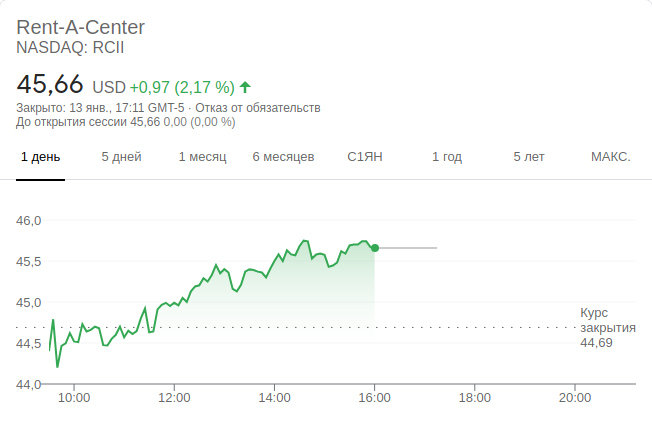 Rent-A-Center
NASDAQ: RCII
45,66 USD +0,97 (2,17 %)
Закрыто: 13 янв., 17:11 GMT-5 · Отказ от обязательств
До открытия сессии 45,66 0,00 (0,00 %)
1 день 5 дней 1 месяц 6 месяцев С1ЯН 1 год 5 лет МАКС.
46,0
45,5
45,0
Курс
закрытия
44,69
44,5
44,0
10:00 12:00 14:00 16:00 18:00 20:00